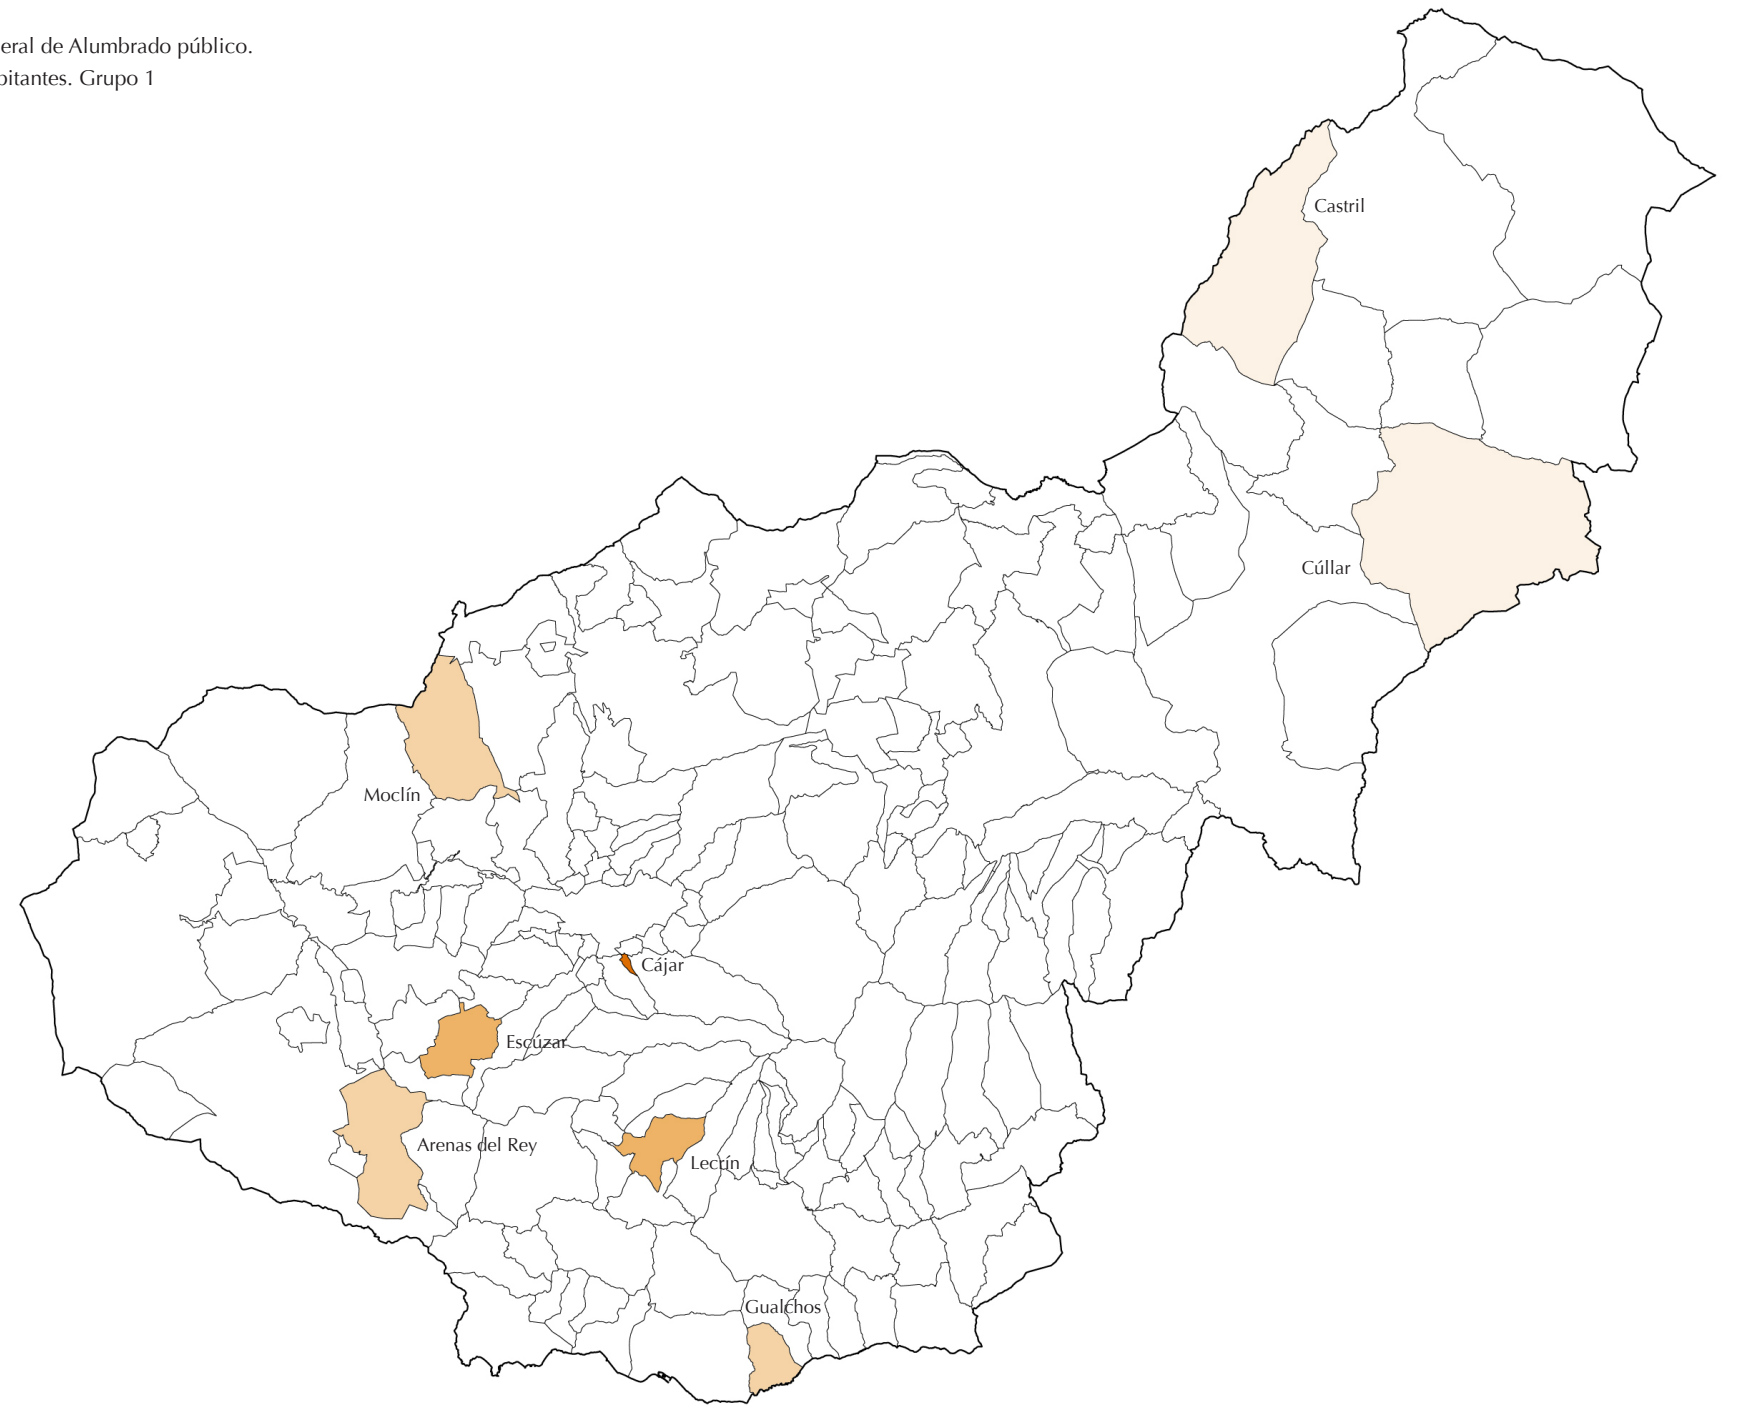 eral de Alumbrado público.
bitantes. Grupo 1
Castril
Cúllar
Moclín
Cájar
Escúzar
Arenas del Rey
Lecrín
Gualchos